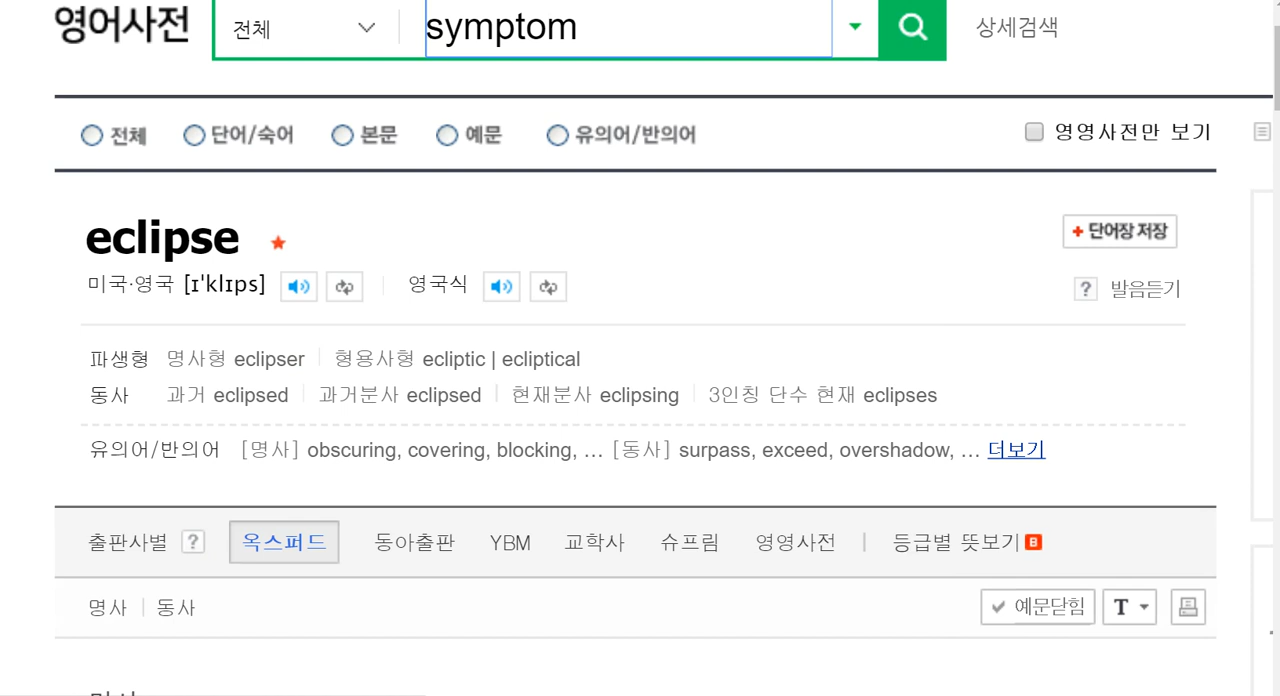 영어사전 전체 symptom 상세검색
전체 단어/숙어 본문 예문 유의어/반의어 영영사전만 보기
eclipse + 단어장 저장
미국·영국 [ɪ'klɪps] 영국식 ? 발음듣기
파생형 명사형 eclipser 형용사형 ecliptic | ecliptical
동사 과거 eclipsed 과거분사 eclipsed 현재분사 eclipsing 3인칭 단수 현재 eclipses
유의어/반의어 [명사] obscuring, covering, blocking, ... [동사] surpass, exceed, overshadow, ... 더보기
출판사별 ? 옥스퍼드 동아출판 YBM 교학사 슈프림 영영사전 | 등급별 뜻보기 B
명사 동사 예문닫힘 T